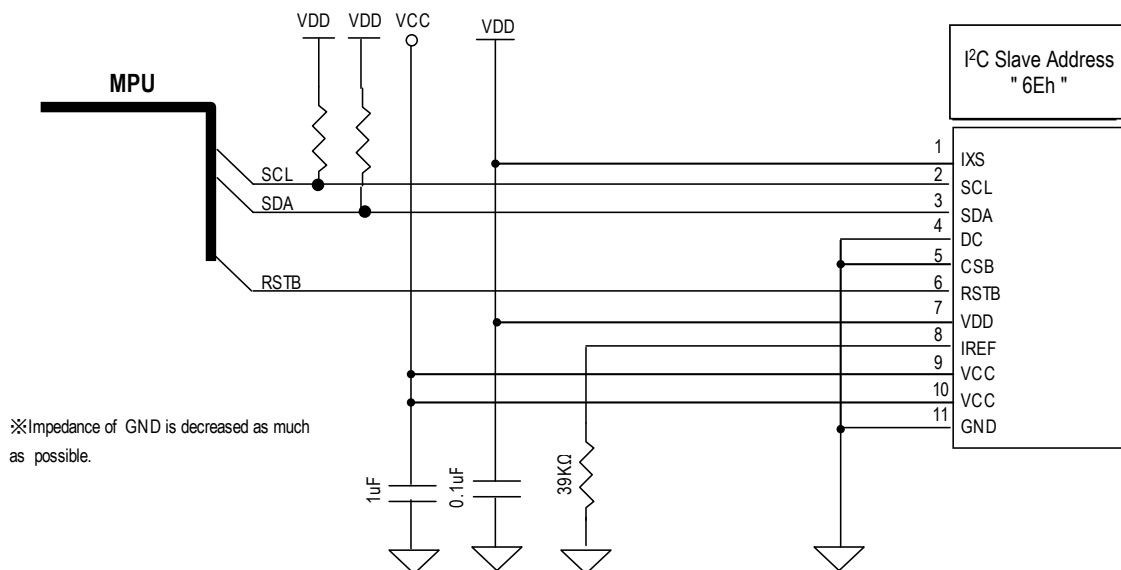 VDD VDD VCC VDD
I²C Slave Address
" 6Eh "
MPU
1 IXS
SCL 2 SCL
SDA 3 SDA
4 DC
5 CSB
RSTB 6 RSTB
7 VDD
8 IREF
9 VCC
10 VCC
11 GND
※Impedance of GND is decreased as much
as possible.
1uF
0.1uF
39KΩ